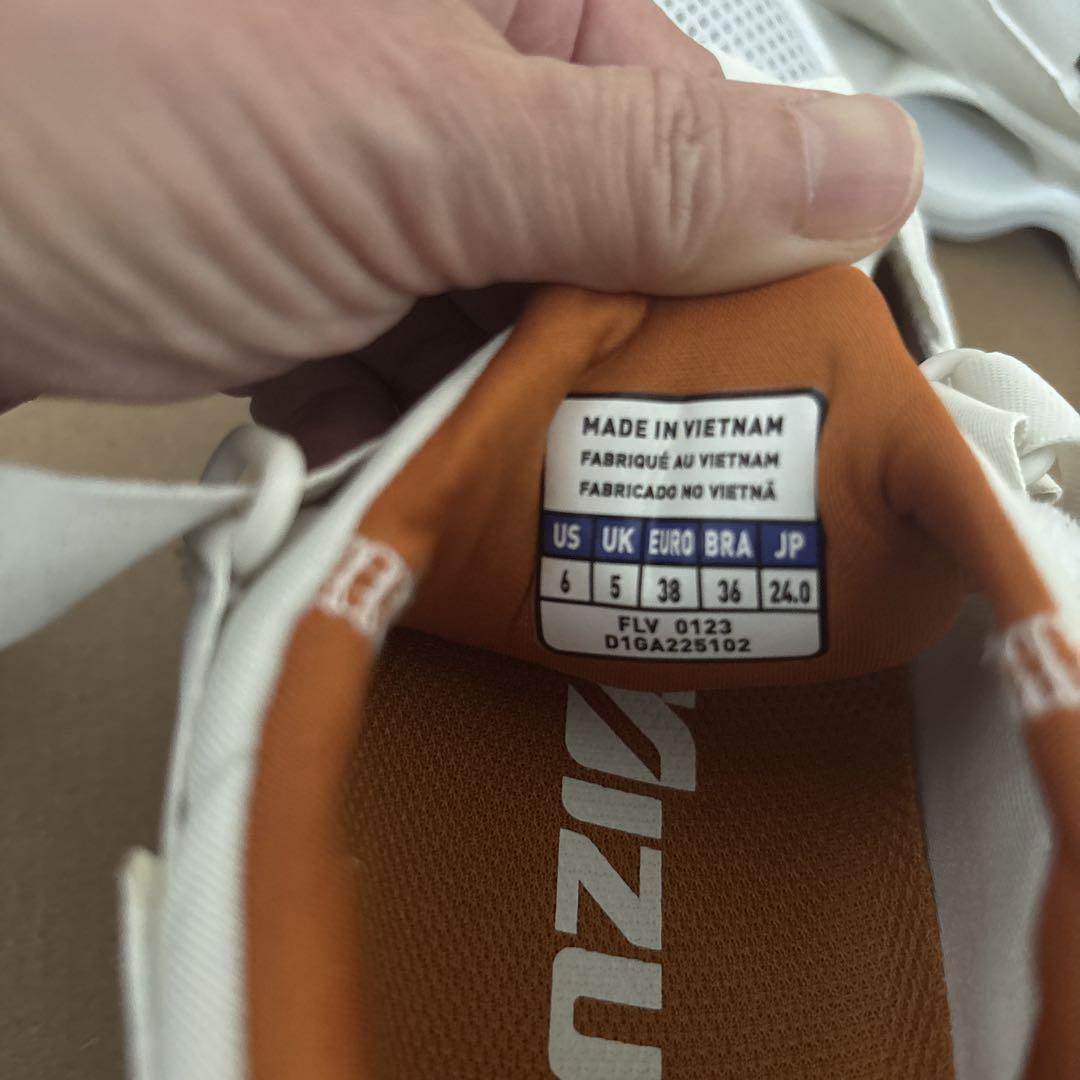 MADE IN VIETNAM
FABRIQUÉ AU VIETNAM
FABRICADO NO VIETNÃ
US UK EURO BRA JP
6 5 38 36 24.0
FLV 0123
D1GA225102
IZU